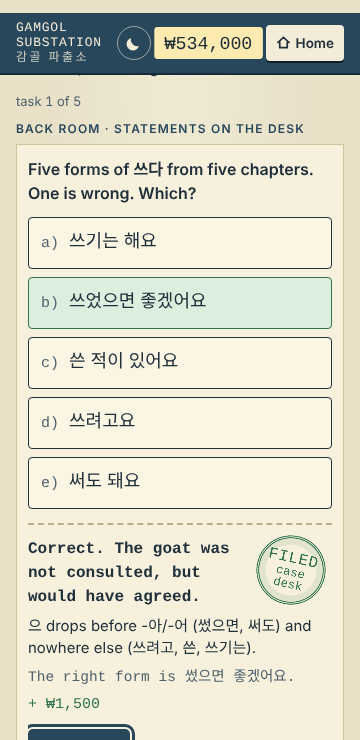 GAMGOL
SUBSTATION
감골 파출소
₩534,000
Home
task 1 of 5
BACK ROOM · STATEMENTS ON THE DESK
Five forms of 쓰다 from five chapters.
One is wrong. Which?
a) 쓰기는 해요
b) 쓰었으면 좋겠어요
c) 쓴 적이 있어요
d) 쓰려고요
e) 써도 돼요
Correct. The goat was
not consulted, but
would have agreed.
FILED
case
desk
으 drops before -아/-어 (썼으면, 써도) and
nowhere else (쓰려고, 쓴, 쓰기는).
The right form is 썼으면 좋겠어요.
+ ₩1,500